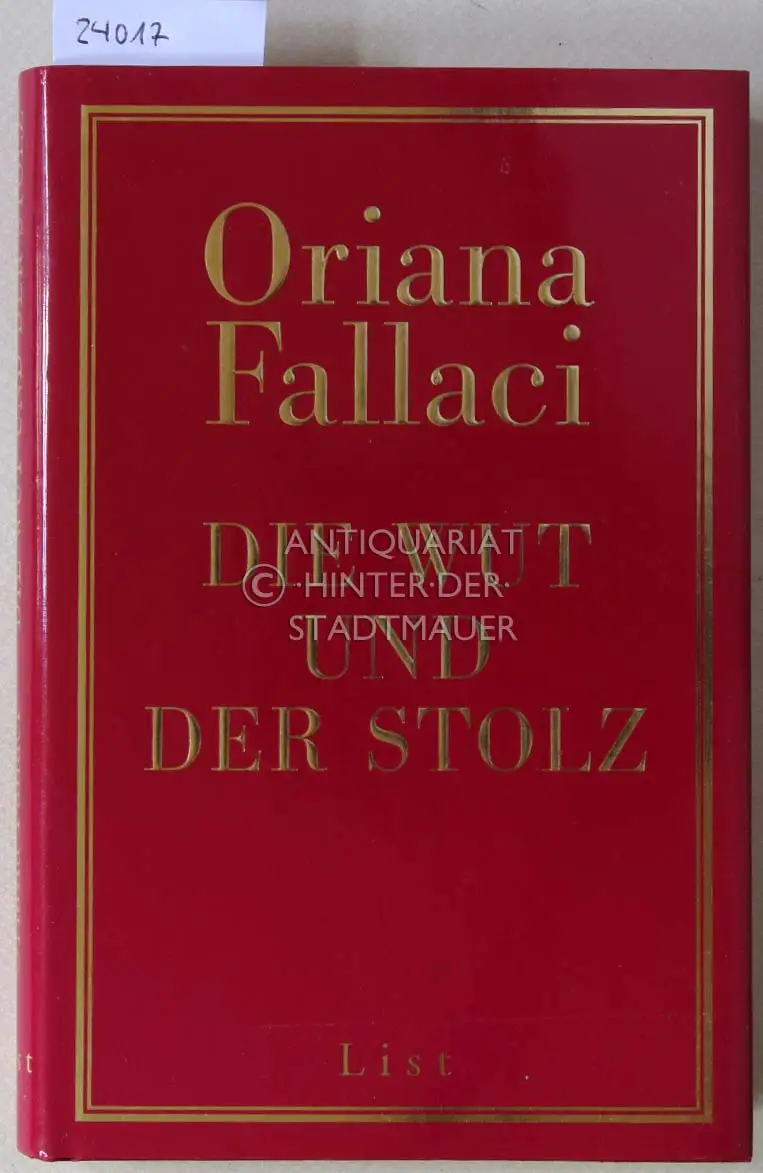 24017
Oriana
Fallaci
DIE WUT
UND
DER STOLZ
ANTIQUARIAT
© HINTER DER
STADTMAUER
List